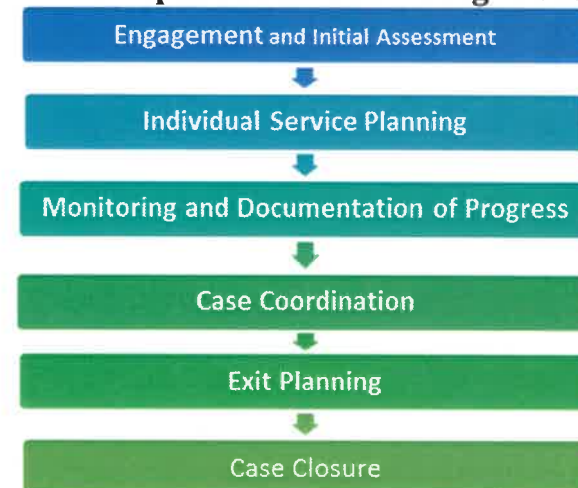 Engagement and Initial Assessment
Individual Service Planning
Monitoring and Documentation of Progress
Case Coordination
Exit Planning
Case Closure